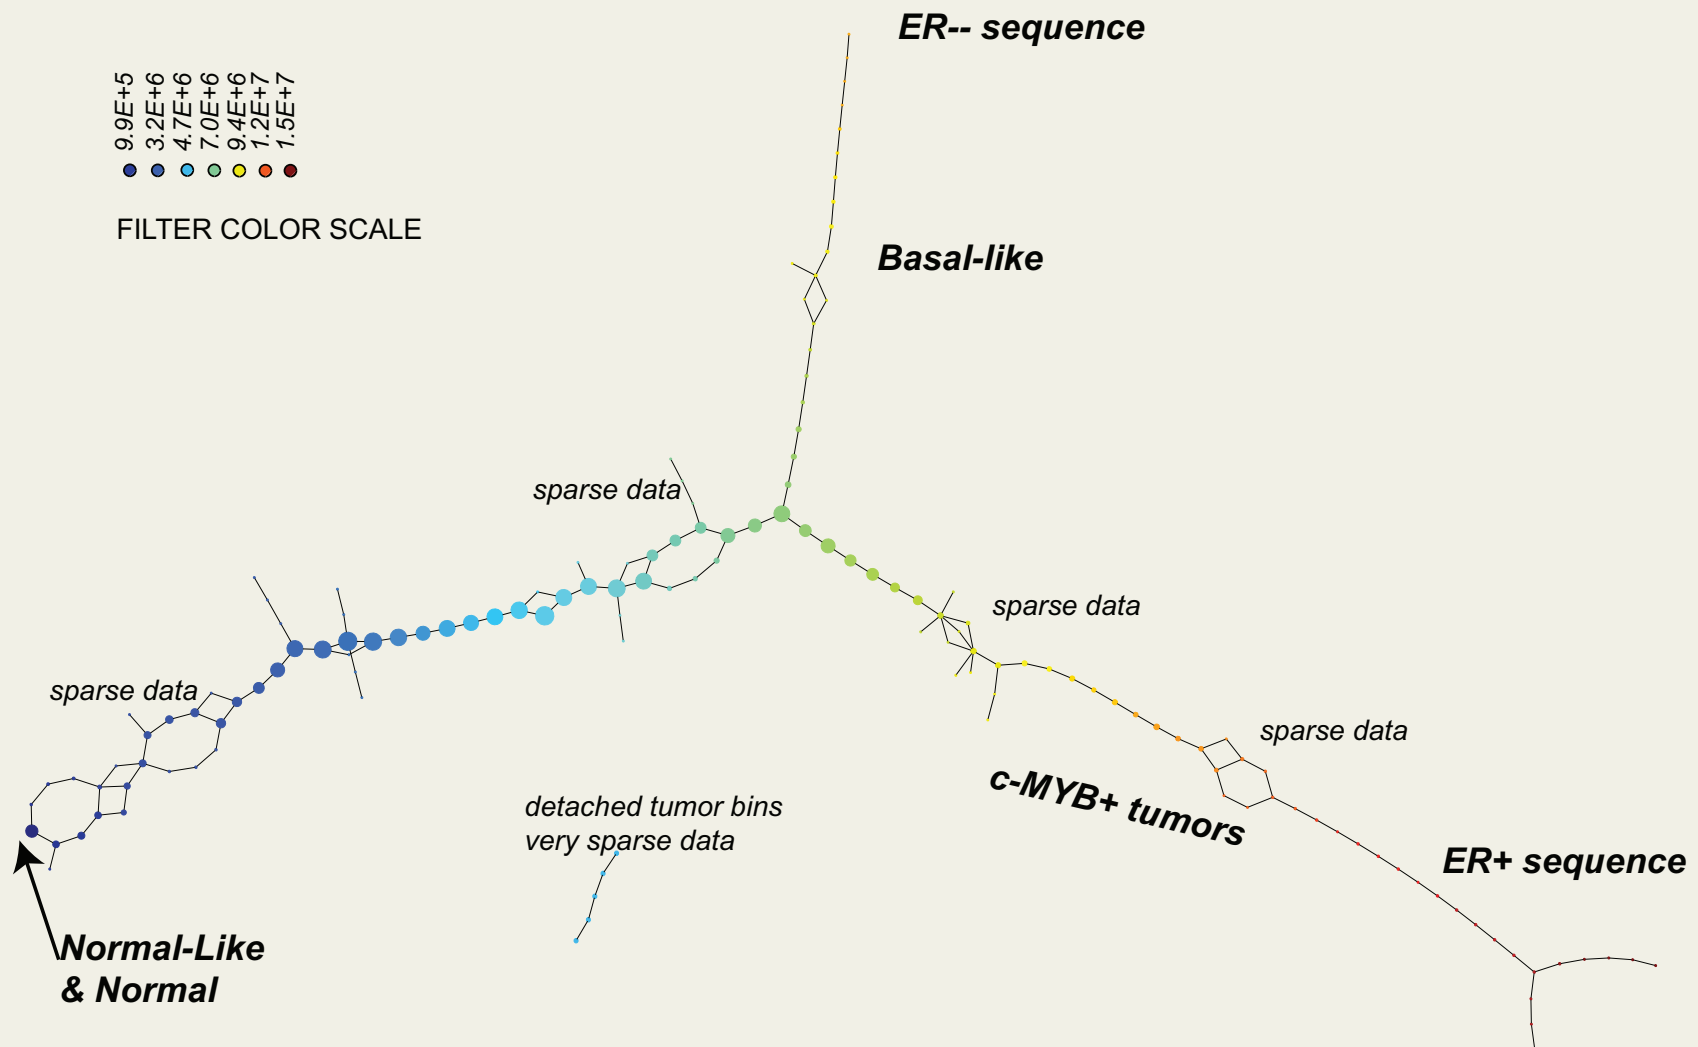 ER-- sequence
9.9E+5
3.2E+6
4.7E+6
7.0E+6
9.4E+6
1.2E+7
1.5E+7
FILTER COLOR SCALE
Basal-like
sparse data
sparse data
sparse data
sparse data
c-MYB+ tumors
detached tumor bins
very sparse data
ER+ sequence
Normal-Like
& Normal